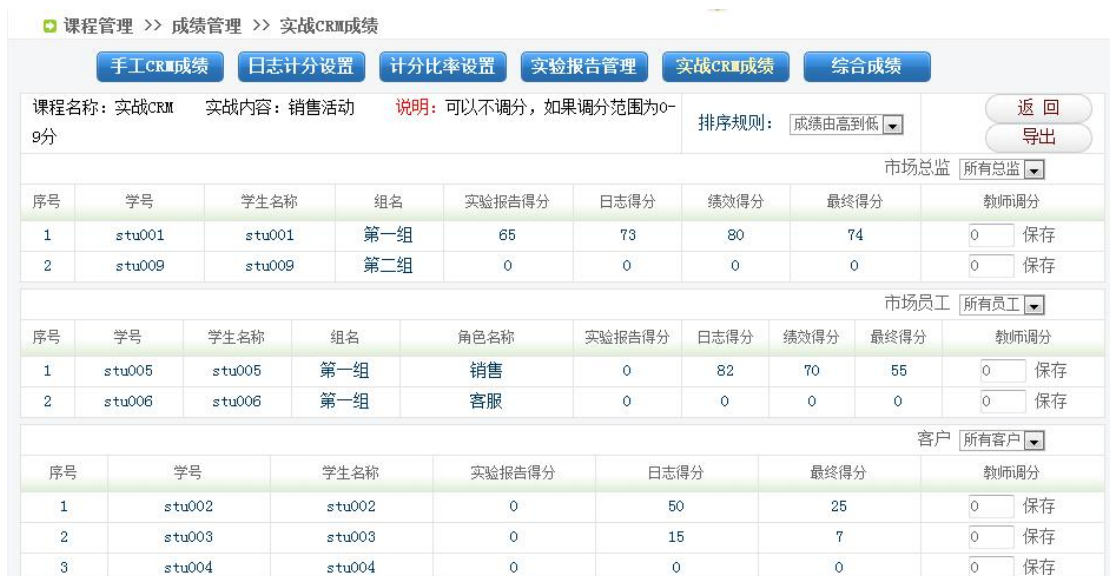 课程管理 >> 成绩管理 >> 实战CRM成绩
手工CRM成绩 日志计分设置 计分比率设置 实验报告管理 实战CRM成绩 综合成绩
课程名称：实战CRM 实战内容：销售活动 说明：可以不调分，如果调分范围为0-
9分
排序规则： 成绩由高到低
返 回
导出
市场总监 所有总监
序号 学号 学生名称 组名 实验报告得分 日志得分 绩效得分 最终得分 教师调分
1 stu001 stu001 第一组 65 73 80 74 0 保存
2 stu009 stu009 第二组 0 0 0 0 0 保存
市场员工 所有员工
序号 学号 学生名称 组名 角色名称 实验报告得分 日志得分 绩效得分 最终得分 教师调分
1 stu005 stu005 第一组 销售 0 82 70 55 0 保存
2 stu006 stu006 第一组 客服 0 0 0 0 0 保存
客户 所有客户
序号 学号 学生名称 实验报告得分 日志得分 最终得分 教师调分
1 stu002 stu002 0 50 25 0 保存
2 stu003 stu003 0 15 7 0 保存
3 stu004 stu004 0 0 0 0 保存